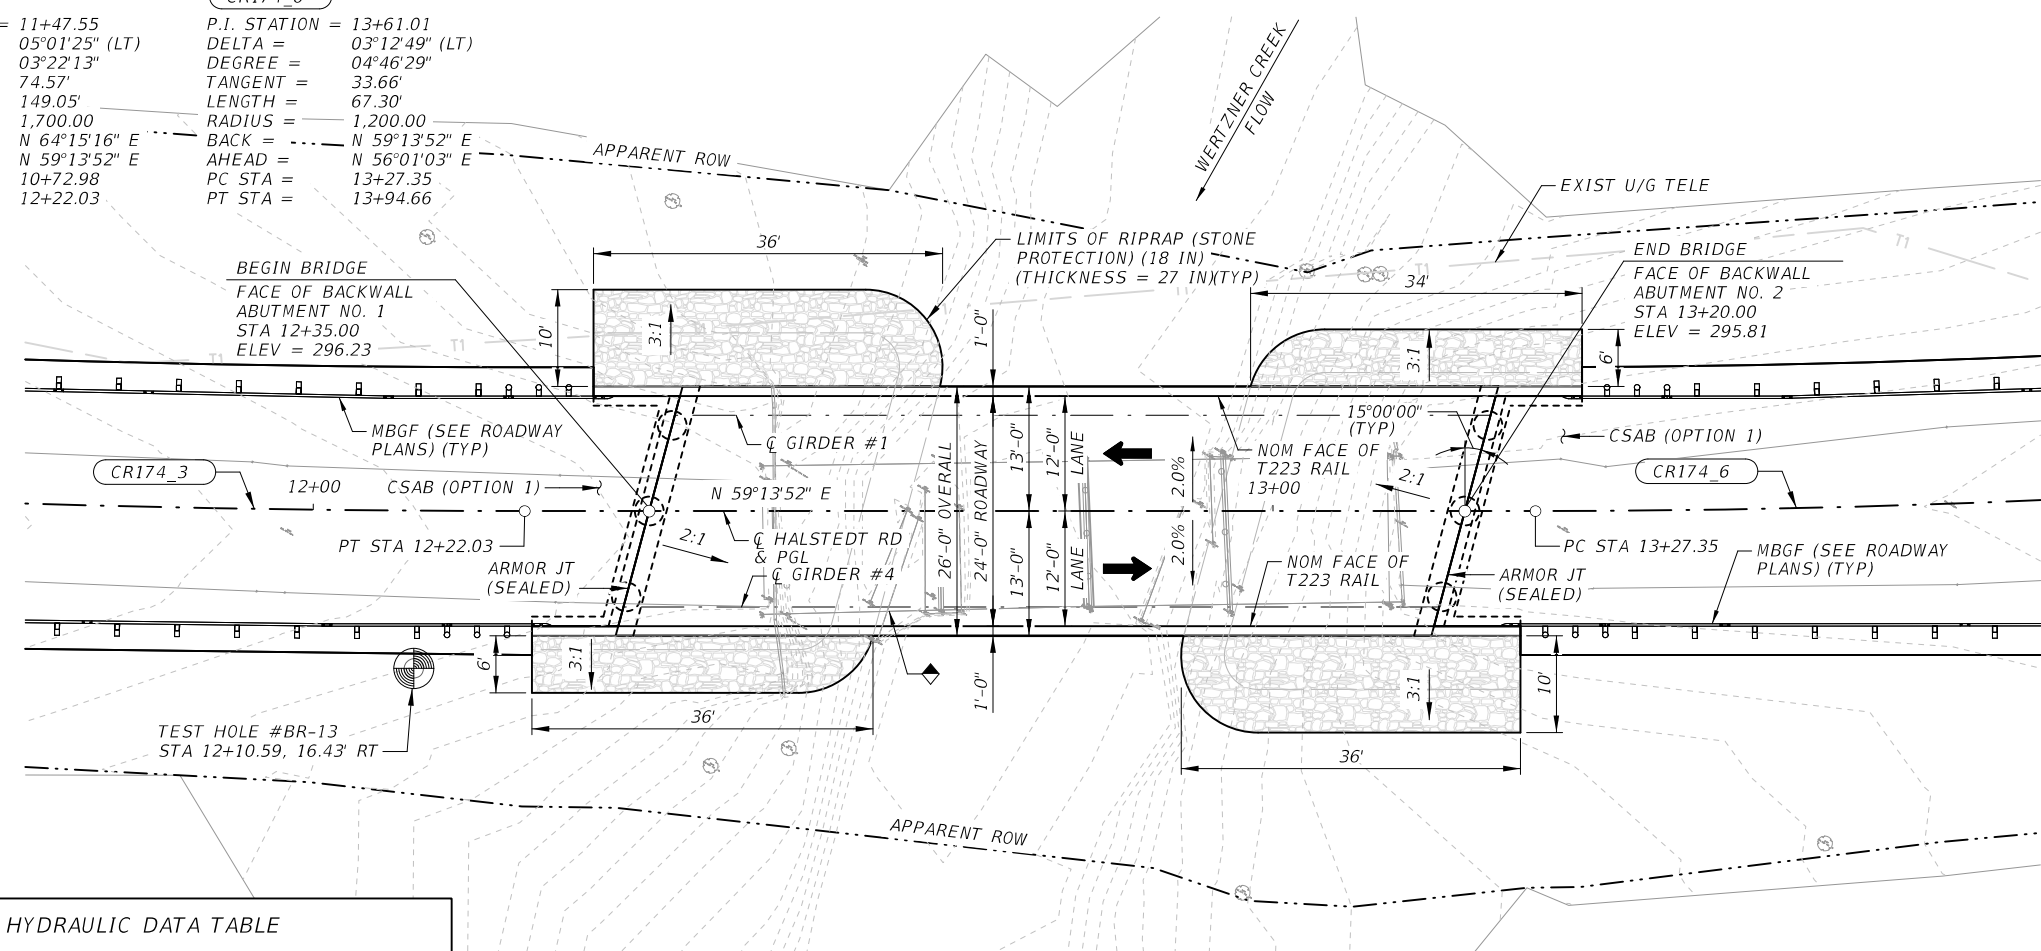 = 11+47.55
05°01'25" (LT)
03°22'13"
74.57'
149.05'
1,700.00
N 64°15'16" E
N 59°13'52" E
10+72.98
12+22.03
P.I. STATION = 13+61.01
DELTA = 03°12'49" (LT)
DEGREE = 04°46'29"
TANGENT = 33.66'
LENGTH = 67.30'
RADIUS = 1,200.00
BACK = N 59°13'52" E
AHEAD = N 56°01'03" E
PC STA = 13+27.35
PT STA = 13+94.66
APPARENT ROW
WERTZNER CREEK
FLOW
EXIST U/G TELE
LIMITS OF RIPRAP (STONE
PROTECTION) (18 IN)
(THICKNESS = 27 IN)(TYP)
BEGIN BRIDGE
FACE OF BACKWALL
ABUTMENT NO. 1
STA 12+35.00
ELEV = 296.23
END BRIDGE
FACE OF BACKWALL
ABUTMENT NO. 2
STA 13+20.00
ELEV = 295.81
36'
34'
10'
6'
3:1
3:1
T1
T1
T1
T1
T1
1'-0"
MBGF (SEE ROADWAY
PLANS) (TYP)
℄ GIRDER #1
15°00'00"
(TYP)
NOM FACE OF
T223 RAIL
13+00
CSAB (OPTION 1)
CR174_3
12+00
CSAB (OPTION 1)
N 59°13'52" E
CR174_6
2:1
2:1
26'-0" OVERALL
24'-0" ROADWAY
13'-0"
13'-0"
12'-0"
LANE
12'-0"
LANE
2.0%
2.0%
PT STA 12+22.03
℄ HALSTEDT RD
& PGL
℄ GIRDER #4
ARMOR JT
(SEALED)
NOM FACE OF
T223 RAIL
PC STA 13+27.35
ARMOR JT
(SEALED)
MBGF (SEE ROADWAY
PLANS) (TYP)
6'
3:1
36'
1'-0"
3:1
10'
36'
TEST HOLE #BR-13
STA 12+10.59, 16.43' RT
APPARENT ROW
HYDRAULIC DATA TABLE